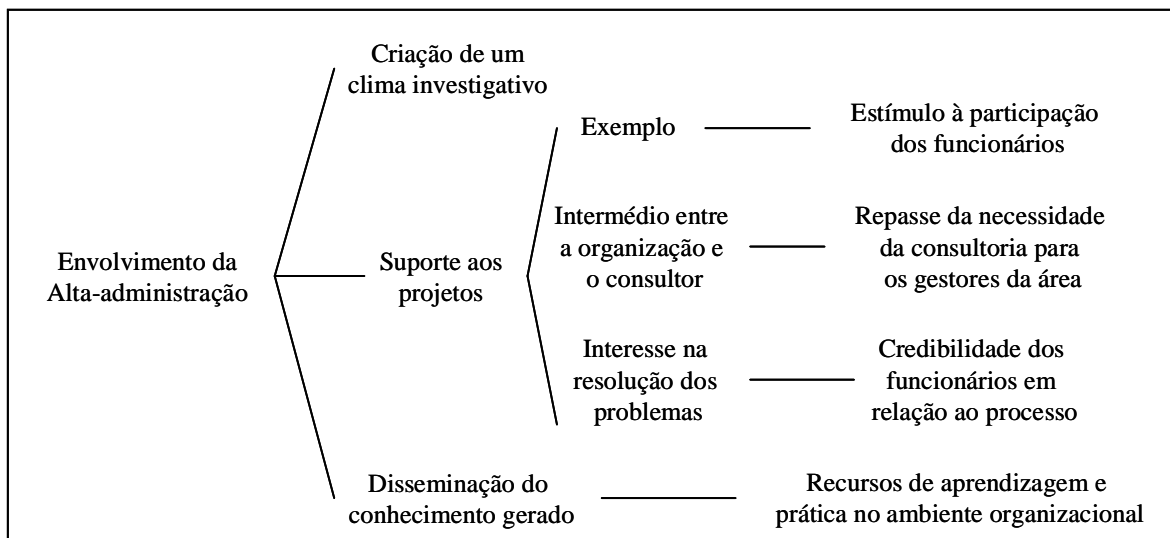 Criação de um
clima investigativo
Exemplo
Estímulo à participação
dos funcionários
Envolvimento da
Alta-administração
Suporte aos
projetos
Intermédio entre
a organização e
o consultor
Repasse da necessidade
da consultoria para
os gestores da área
Interesse na
resolução dos
problemas
Credibilidade dos
funcionários em
relação ao processo
Disseminação do
conhecimento gerado
Recursos de aprendizagem e
prática no ambiente organizacional